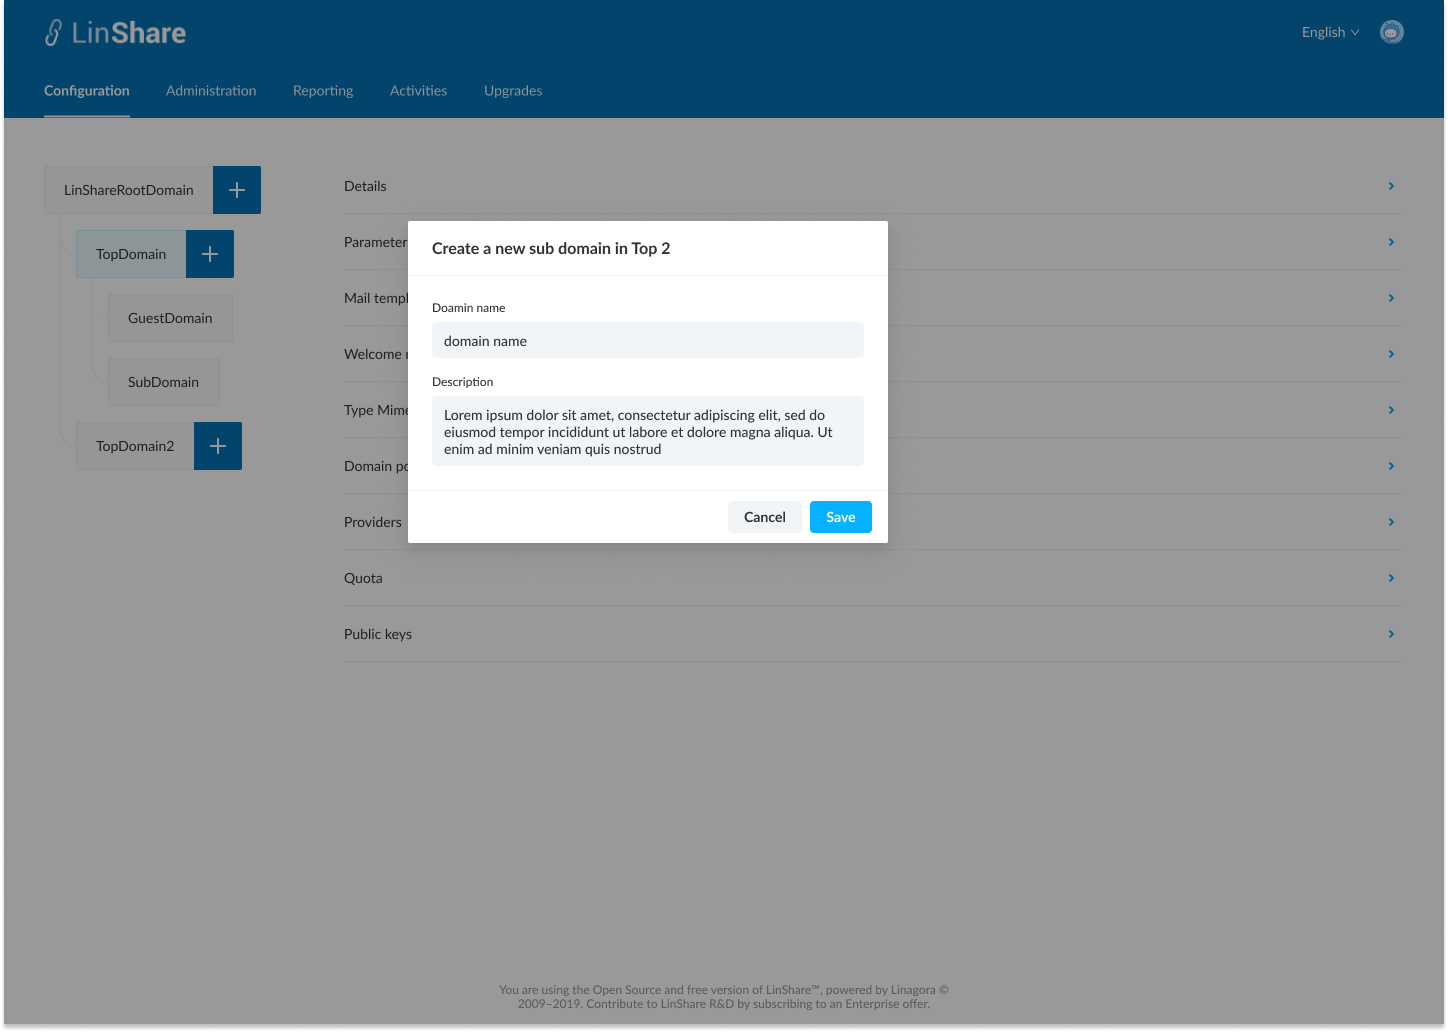 LinShare
English
Configuration Administration Reporting Activities Upgrades
LinShareRootDomain
TopDomain
GuestDomain
SubDomain
TopDomain2
Details
Parameter
Mail templ
Welcome
Type Mime
Domain po
Providers
Quota
Public keys
Create a new sub domain in Top 2
Doamin name
domain name
Description
Lorem ipsum dolor sit amet, consectetur adipiscing elit, sed do
eiusmod tempor incididunt ut labore et dolore magna aliqua. Ut
enim ad minim veniam quis nostrud
Cancel Save
You are using the Open Source and free version of LinShare™, powered by Linagora ©
2009–2019. Contribute to LinShare R&D by subscribing to an Enterprise offer.